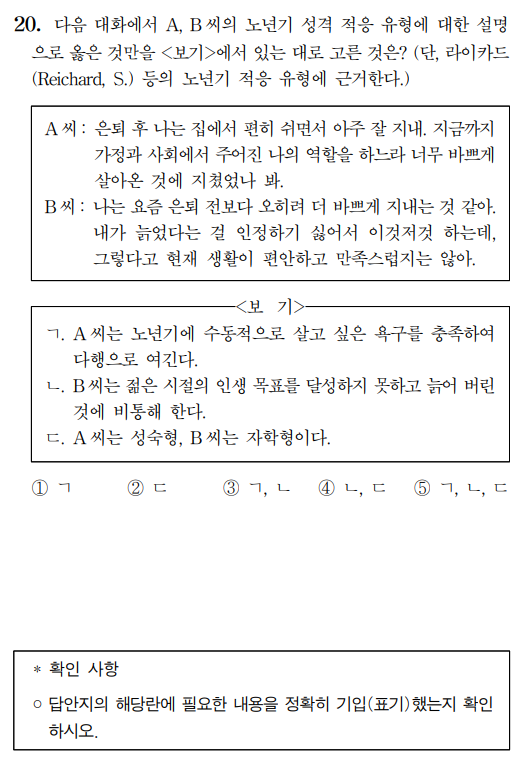 20. 다음 대화에서 A, B씨의 노년기 성격 적응 유형에 대한 설명
으로 옳은 것만을 <보기>에서 있는 대로 고른 것은? (단, 라이카드
(Reichard, S.) 등의 노년기 적응 유형에 근거한다.)
A씨 : 은퇴 후 나는 집에서 편히 쉬면서 아주 잘 지내. 지금까지
가정과 사회에서 주어진 나의 역할을 하느라 너무 바쁘게
살아온 것에 지쳤었나 봐.
B씨 : 나는 요즘 은퇴 전보다 오히려 더 바쁘게 지내는 것 같아.
내가 늙었다는 걸 인정하기 싫어서 이것저것 하는데,
그렇다고 현재 생활이 편안하고 만족스럽지는 않아.
<보 기>
ㄱ. A씨는 노년기에 수동적으로 살고 싶은 욕구를 충족하여
다행으로 여긴다.
ㄴ. B씨는 젊은 시절의 인생 목표를 달성하지 못하고 늙어 버린
것에 비통해 한다.
ㄷ. A씨는 성숙형, B씨는 자학형이다.
① ㄱ ② ㄷ ③ ㄱ, ㄴ ④ ㄴ, ㄷ ⑤ ㄱ, ㄴ, ㄷ
* 확인 사항
○ 답안지의 해당란에 필요한 내용을 정확히 기입(표기)했는지 확인
하시오.